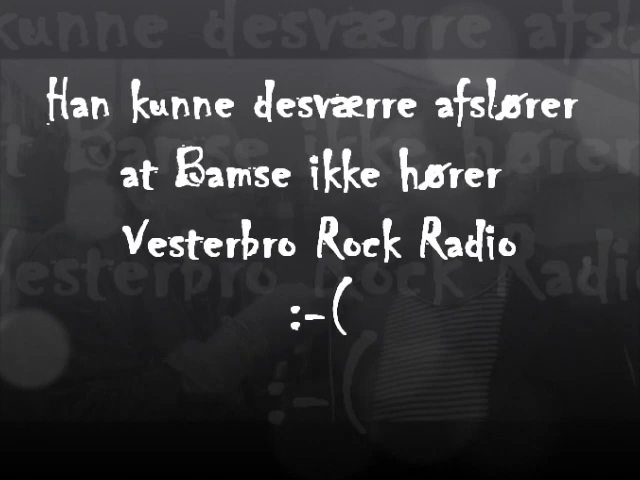 Han kunne desværre afslører
at Bamse ikke hører
Vesterbro Rock Radio
:-(